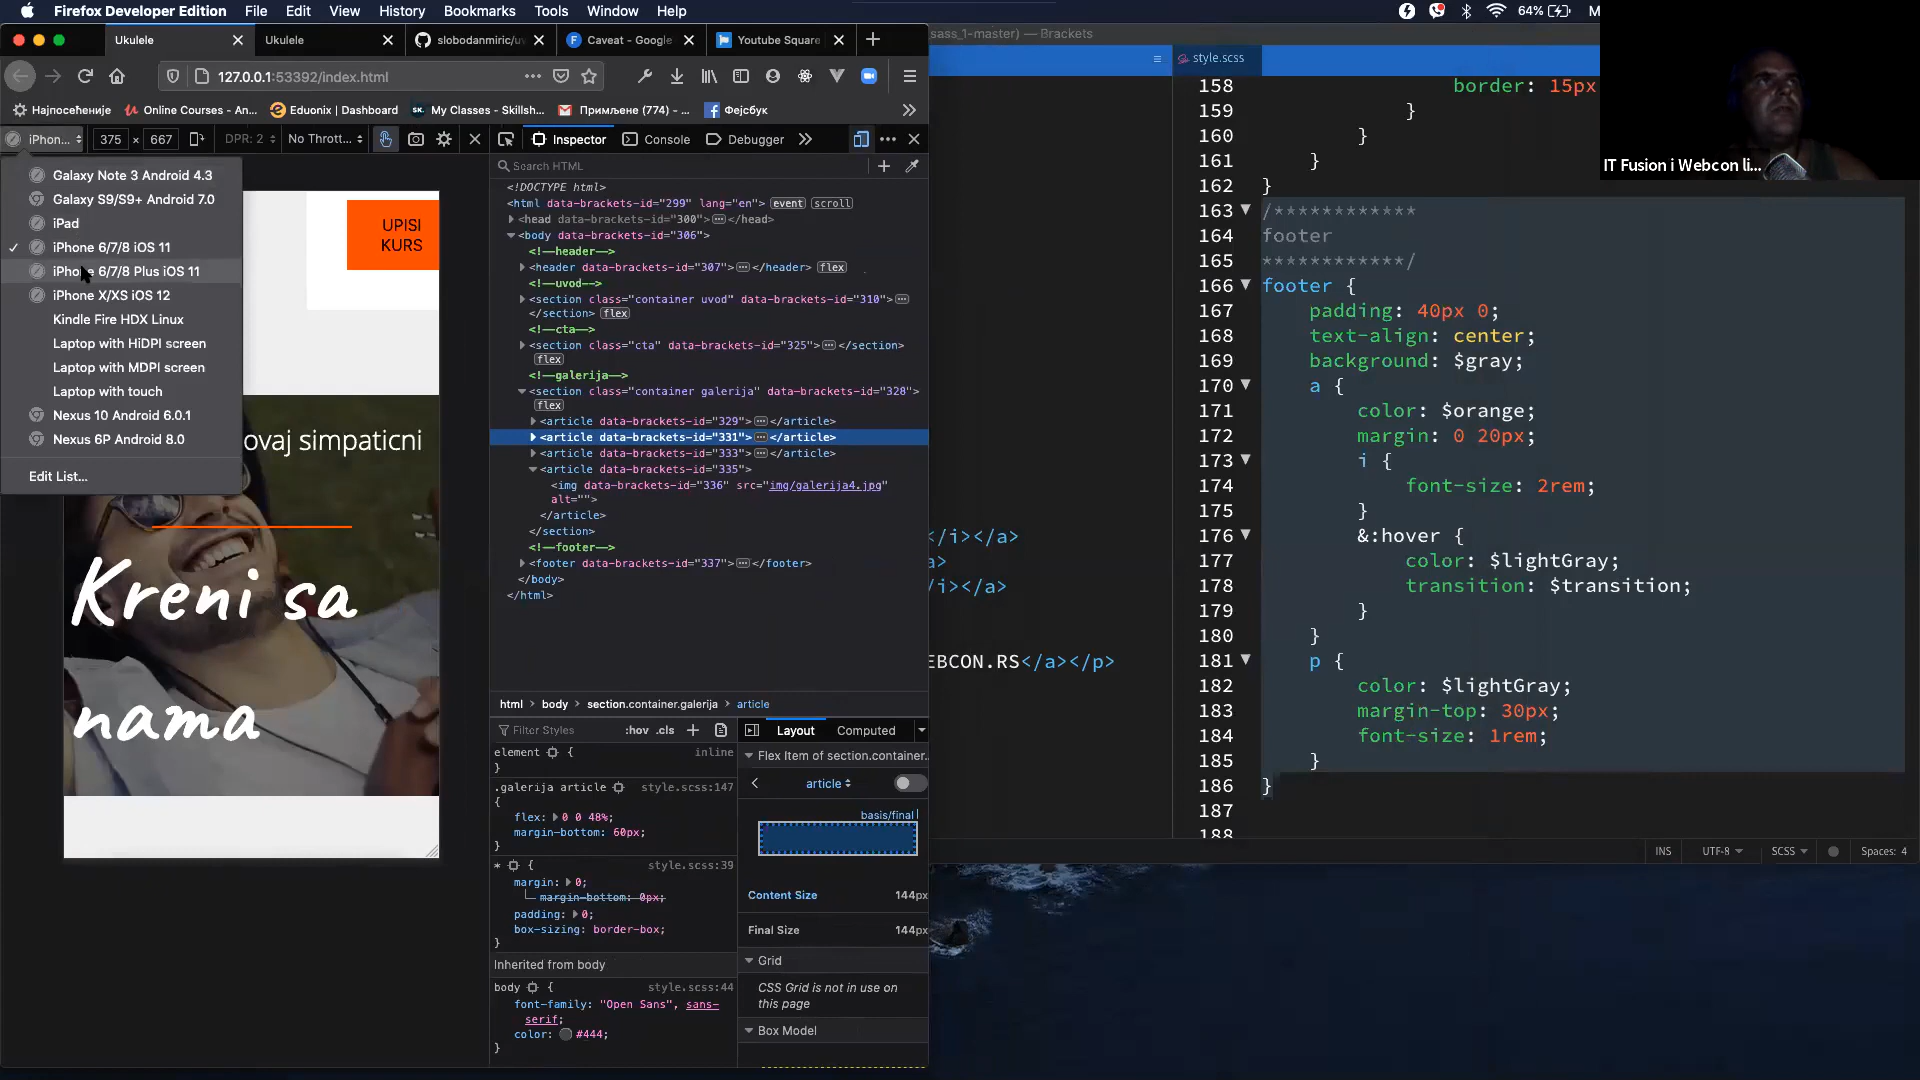 Firefox Developer Edition File Edit View History Bookmarks Tools Window Help
64%
Ukulele
Ukulele
Caveat - Google
Youtube Square
sass_1-master) — Brackets
127.0.0.1:53392/index.html
Најпосећеније
Online Courses - An...
Eduonix | Dashboard
My Classes - Skillsh...
Примљене (774) - ...
Фејсбук
iPhon...
375 × 667
DPR: 2
No Thrott...
Inspector
Console
Debugger
Galaxy Note 3 Android 4.3
Galaxy S9/S9+ Android 7.0
iPad
iPhone 6/7/8 iOS 11
iPhone 6/7/8 Plus iOS 11
iPhone X/XS iOS 12
Kindle Fire HDX Linux
Laptop with HiDPI screen
Laptop with MDPI screen
Laptop with touch
Nexus 10 Android 6.0.1
Nexus 6P Android 8.0
Edit List...
UPISI
KURS
ovaj simpaticni
Kreni sa
nama
Search HTML
<!DOCTYPE html>
<html data-brackets-id="299" lang="en"> event scroll
<head data-brackets-id="300"></head>
<body data-brackets-id="306">
<!--header-->
<header data-brackets-id="307"></header> flex
<!--uvod-->
<section class="container uvod" data-brackets-id="310">
</section> flex
<!--cta-->
<section class="cta" data-brackets-id="325"></section>
flex
<!--galerija-->
<section class="container galerija" data-brackets-id="328">
flex
<article data-brackets-id="329"></article>
<article data-brackets-id="331"></article>
<article data-brackets-id="333"></article>
<article data-brackets-id="335">
<img data-brackets-id="336" src="img/galerija4.jpg"
alt="">
</article>
</section>
<!--footer-->
<footer data-brackets-id="337"></footer>
</body>
</html>
html body section.container.galerija article
Filter Styles
:hov .cls
element {
inline
}
.galerija article
style.scss:147
{
flex: 0 0 48%;
margin-bottom: 60px;
}
* {
style.scss:39
margin: 0;
margin-bottom: 0px;
padding: 0;
box-sizing: border-box;
}
Inherited from body
body {
style.scss:44
font-family: "Open Sans", sans-
serif;
color: #444;
}
Layout
Computed
Flex Item of section.container.
article
basis/final
Content Size
144px
Final Size
144px
Grid
CSS Grid is not in use on
this page
Box Model
</i></a>
a>
</i></a>
EBCON.RS</a></p>
style.scss
158 border: 15px
159 }
160 }
161 }
162 }
163 /************
164 footer
165 ************/
166 footer {
167 padding: 40px 0;
168 text-align: center;
169 background: $gray;
170 a {
171 color: $orange;
172 margin: 0 20px;
173 i {
174 font-size: 2rem;
175 }
176 &:hover {
177 color: $lightGray;
178 transition: $transition;
179 }
180 }
181 p {
182 color: $lightGray;
183 margin-top: 30px;
184 font-size: 1rem;
185 }
186 }
187
188
INS
UTF-8
SCSS
Spaces: 4
IT Fusion i Webcon li...